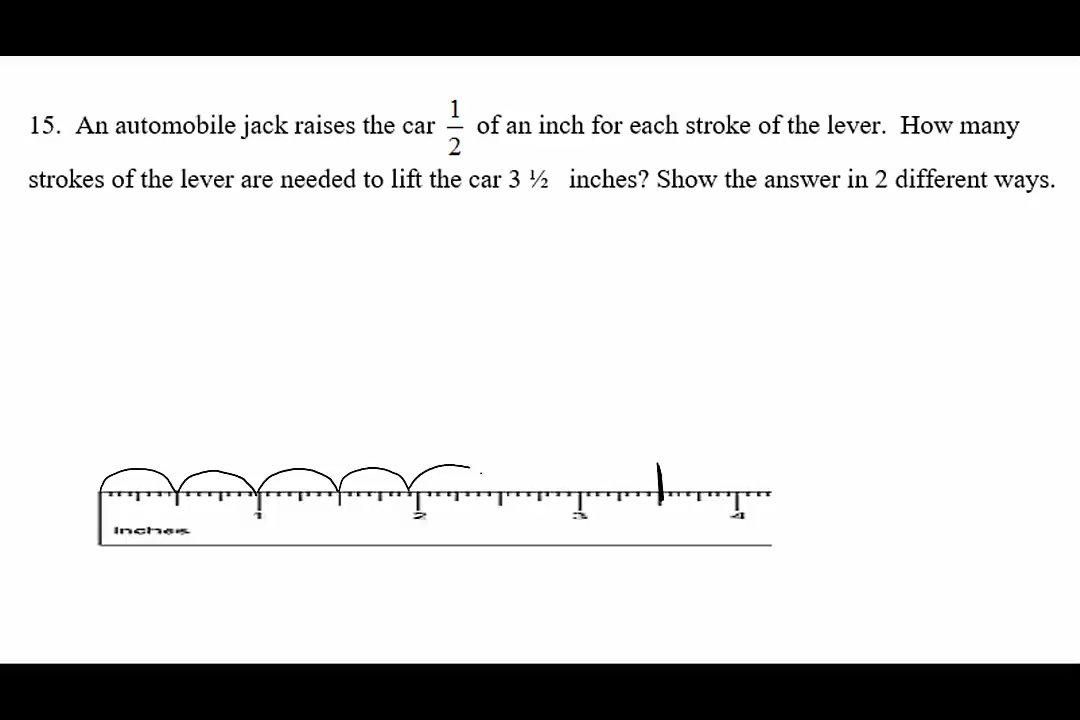 15. An automobile jack raises the car 1/2 of an inch for each stroke of the lever. How many
strokes of the lever are needed to lift the car 3 ½ inches? Show the answer in 2 different ways.
1 2 3 4
Inches